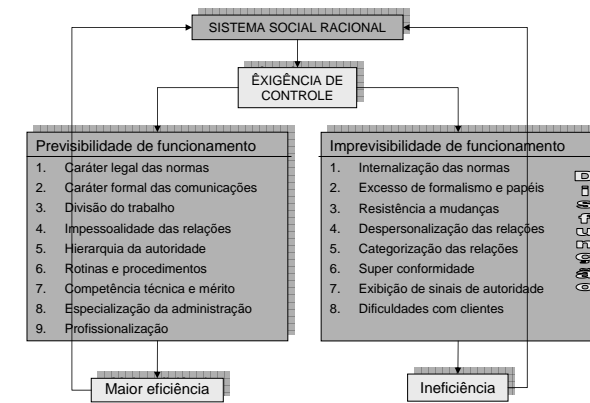 SISTEMA SOCIAL RACIONAL
ÊXIGÊNCIA DE
CONTROLE
Previsibilidade de funcionamento
1. Caráter legal das normas
2. Caráter formal das comunicações
3. Divisão do trabalho
4. Impessoalidade das relações
5. Hierarquia da autoridade
6. Rotinas e procedimentos
7. Competência técnica e mérito
8. Especialização da administração
9. Profissionalização
Maior eficiência
Imprevisibilidade de funcionamento
1. Internalização das normas
2. Excesso de formalismo e papéis
3. Resistência a mudanças
4. Despersonalização das relações
5. Categorização das relações
6. Super conformidade
7. Exibição de sinais de autoridade
8. Dificuldades com clientes
Disfunção
Ineficiência